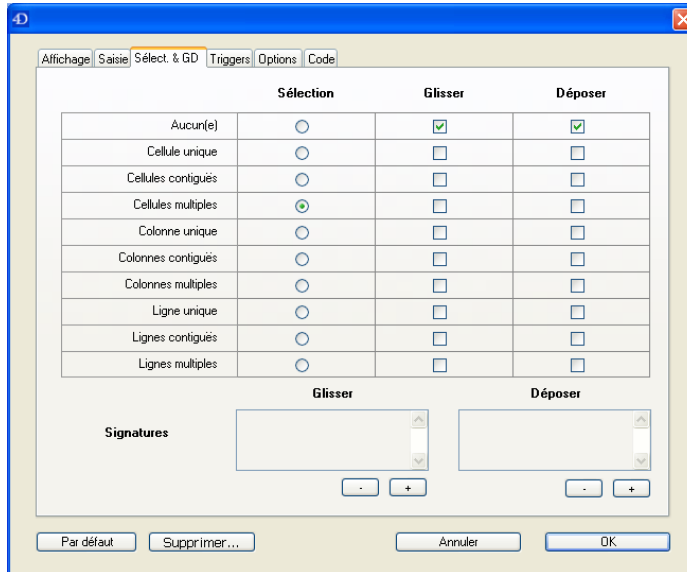 4D
Affichage Saisie Sélect. & GD Triggers Options Code
Sélection Glisser Déposer
Aucun(e)
Cellule unique
Cellules contiguës
Cellules multiples
Colonne unique
Colonnes contiguës
Colonnes multiples
Ligne unique
Lignes contiguës
Lignes multiples
Glisser Déposer
Signatures
- + - +
Par défaut Supprimer... Annuler OK